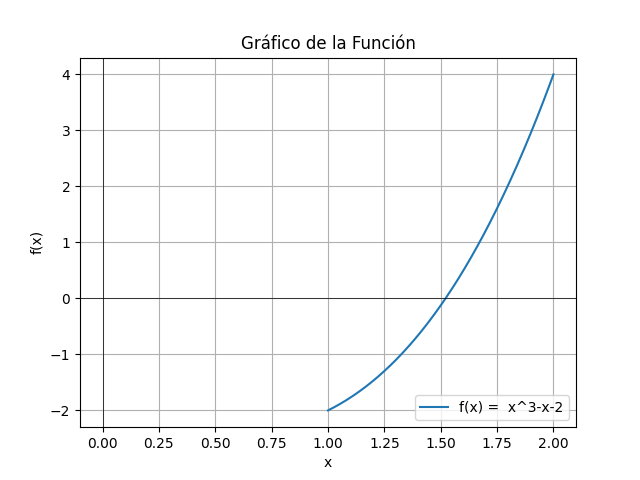 Gráfico de la Función
f(x)
4
3
2
1
0
−1
−2
0.00 0.25 0.50 0.75 1.00 1.25 1.50 1.75 2.00
x
f(x) =  x^3-x-2